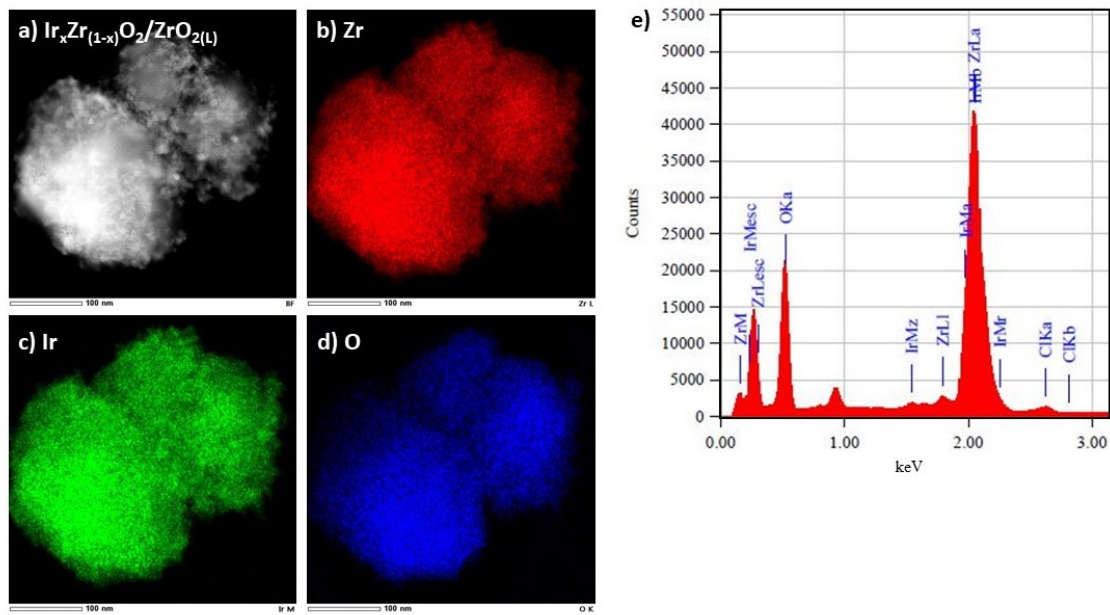 a) IrₓZr₍₁₋ₓ₎O₂/ZrO₂₍L₎
100 nm
BF
b) Zr
100 nm
Zr L
c) Ir
100 nm
Ir M
d) O
100 nm
O K
e)
55000
50000
45000
40000
35000
30000
25000
20000
15000
10000
5000
0
Counts
ZrM
IrMesc
ZrLesc
OKa
IrMz
ZrLl
IrMa
IrMb ZrLa
IrMr
ClKa
ClKb
0.00 1.00 2.00 3.00
keV